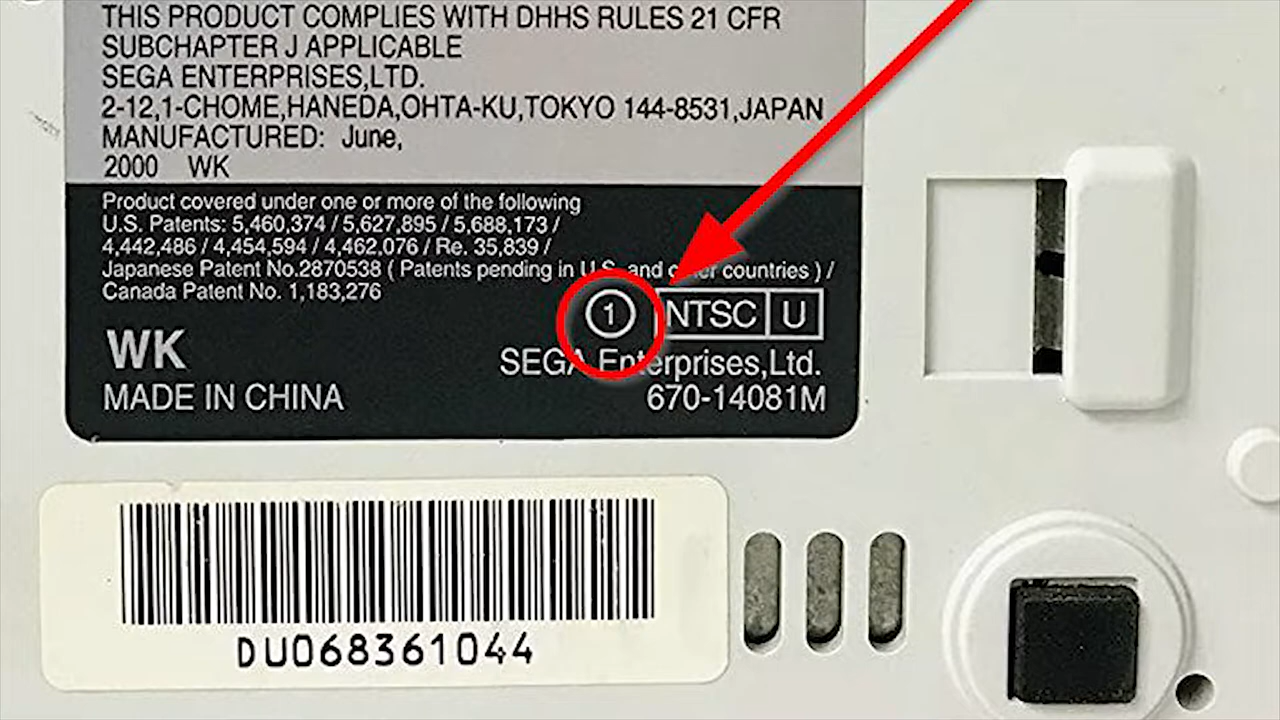 THIS PRODUCT COMPLIES WITH DHHS RULES 21 CFR
SUBCHAPTER J APPLICABLE
SEGA ENTERPRISES,LTD.
2-12,1-CHOME,HANEDA,OHTA-KU,TOKYO 144-8531,JAPAN
MANUFACTURED: June,
2000 WK
Product covered under one or more of the following
U.S. Patents: 5,460,374 / 5,627,895 / 5,688,173 /
4,442,486 / 4,454,594 / 4,462,076 / Re. 35,839 /
Japanese Patent No.2870538 ( Patents pending in U.S. and other countries ) /
Canada Patent No. 1,183,276
1 NTSC U
WK
SEGA Enterprises,Ltd.
MADE IN CHINA
670-14081M
DU068361044